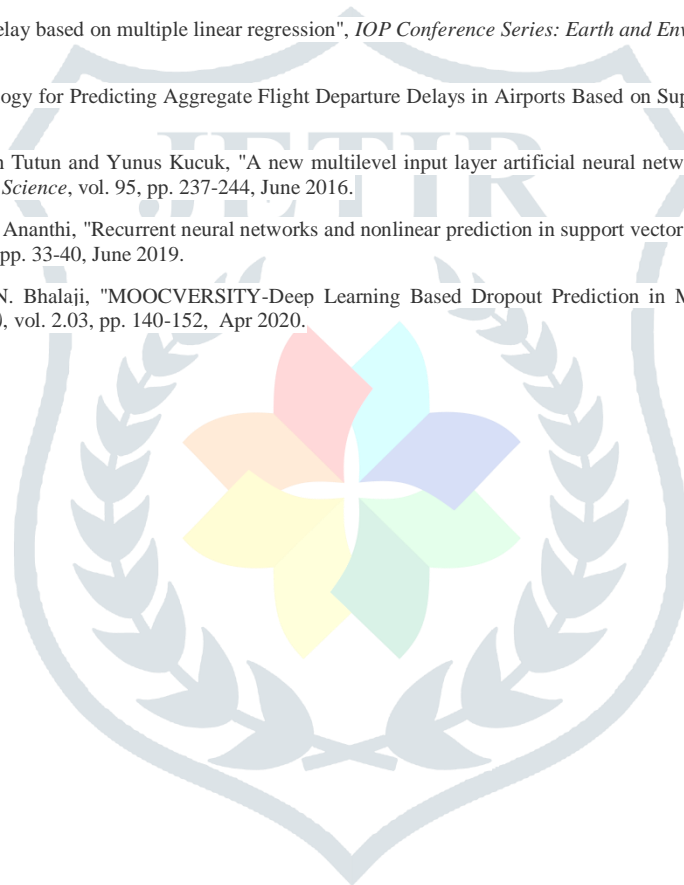 elay based on multiple linear regression", IOP Conference Series: Earth and Env
ogy for Predicting Aggregate Flight Departure Delays in Airports Based on Sup
n Tutun and Yunus Kucuk, "A new multilevel input layer artificial neural netw
Science, vol. 95, pp. 237-244, June 2016.
Ananthi, "Recurrent neural networks and nonlinear prediction in support vector
pp. 33-40, June 2019.
N. Bhalaji, "MOOCVERSITY-Deep Learning Based Dropout Prediction in M
), vol. 2.03, pp. 140-152, Apr 2020.
JETIR